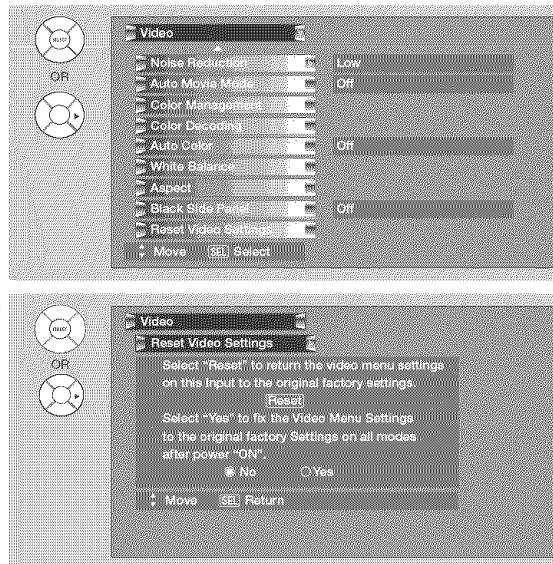 SELECT
OR
Video
Noise Reduction Low
Auto Movie Mode Off
Color Management
Color Decoding
Auto Color Off
White Balance
Aspect
Black Side Panel Off
Reset Video Settings
Move SEL Select
SELECT
OR
Video
Reset Video Settings
Select "Reset" to return the video menu settings
on this Input to the original factory settings.
Reset
Select "Yes" to fix the Video Menu Settings
to the original factory Settings on all modes
after power "ON".
No Yes
Move SEL Return